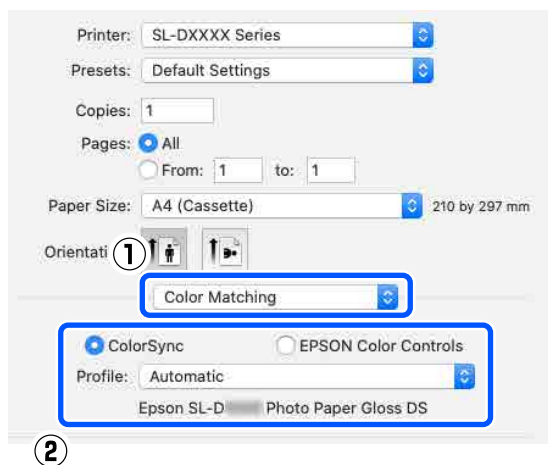 Printer: SL-DXXXX Series
Presets: Default Settings
Copies: 1
Pages: All
From: 1 to: 1
Paper Size: A4 (Cassette) 210 by 297 mm
Orientati ①
Color Matching
ColorSync EPSON Color Controls
Profile: Automatic
Epson SL-D Photo Paper Gloss DS
②